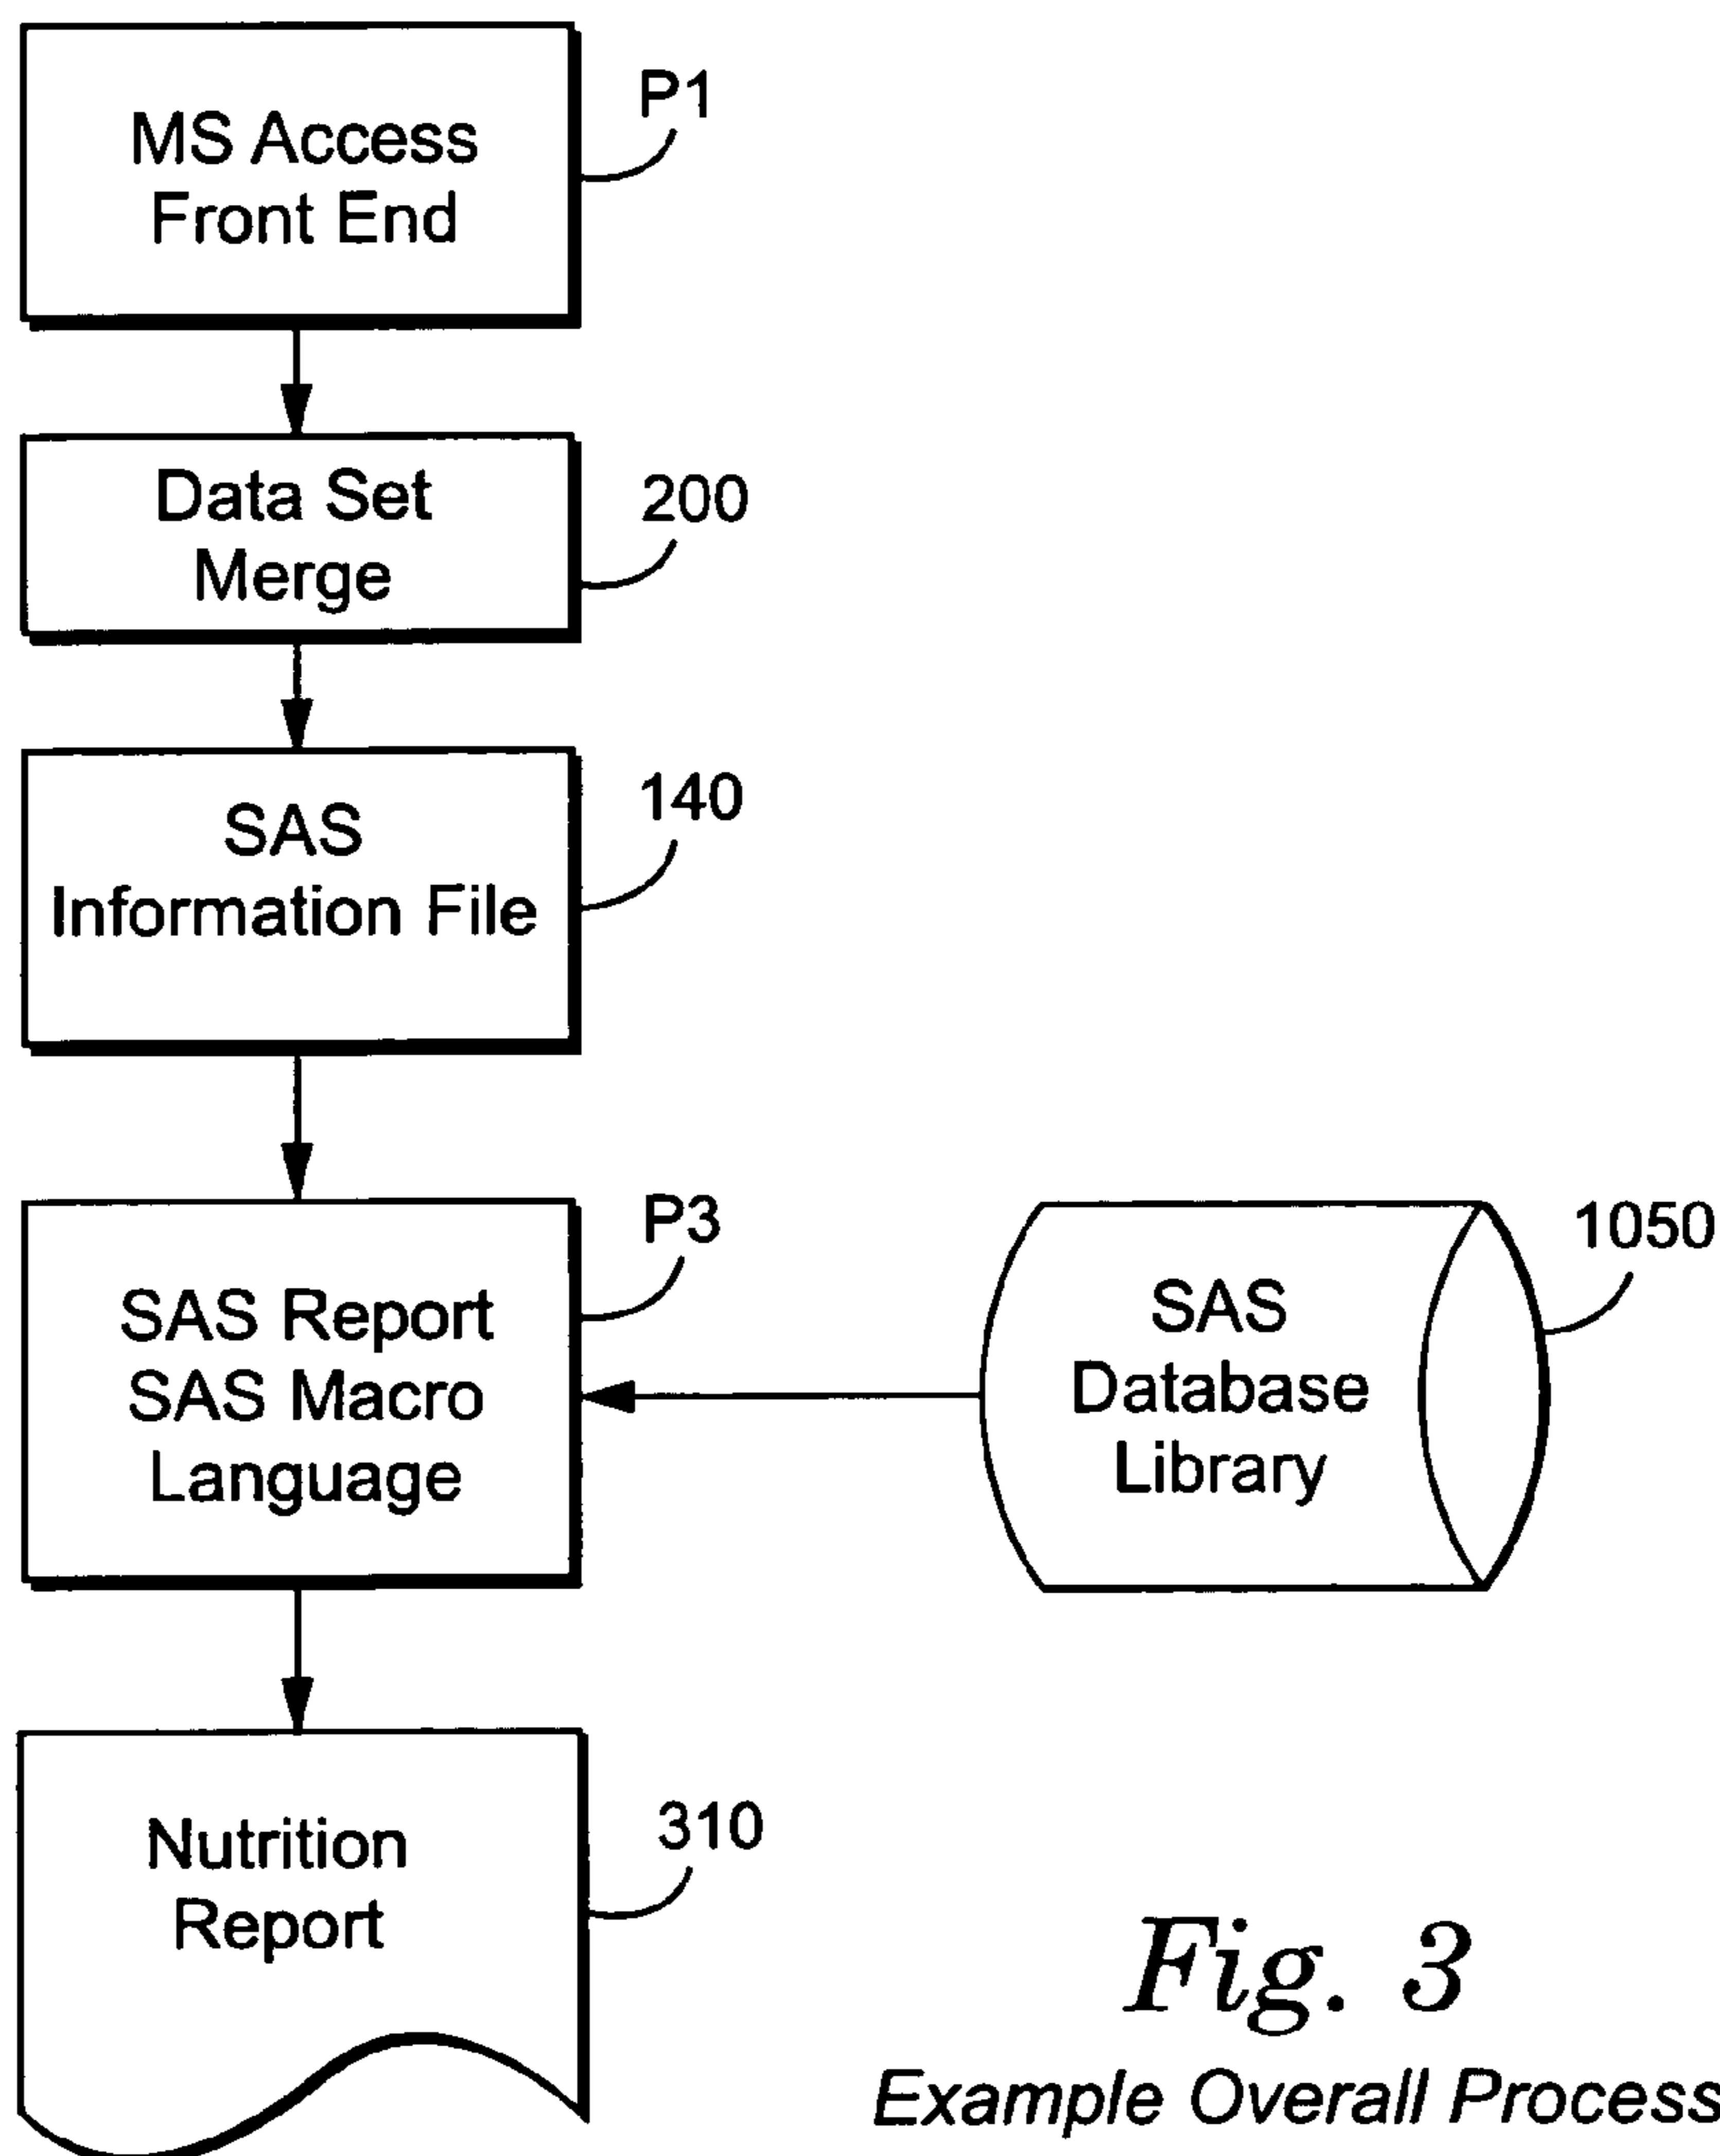 MS Access
Front End
P1
Data Set
Merge
200
SAS
Information File
140
SAS Report
SAS Macro
Language
P3
SAS
Database
Library
1050
Nutrition
Report
310
Fig. 3
Example Overall Process